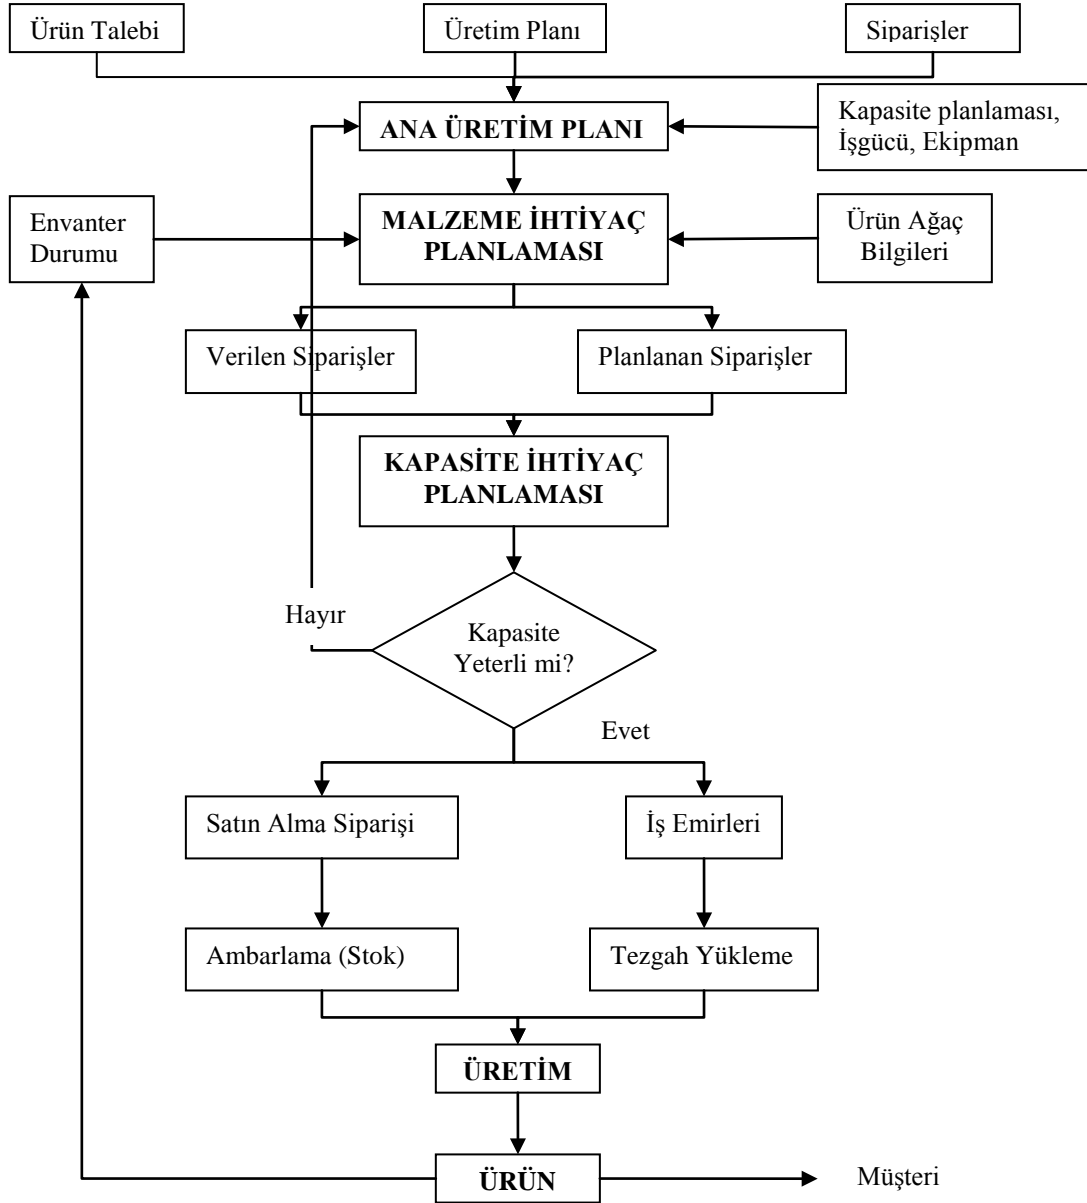 Ürün Talebi
Üretim Planı
Siparişler
ANA ÜRETİM PLANI
Kapasite planlaması,
İşgücü, Ekipman
Envanter
Durumu
MALZEME İHTİYAÇ
PLANLAMASI
Ürün Ağaç
Bilgileri
Verilen Siparişler
Planlanan Siparişler
KAPASİTE İHTİYAÇ
PLANLAMASI
Hayır
Kapasite
Yeterli mi?
Evet
Satın Alma Siparişi
İş Emirleri
Ambarlama (Stok)
Tezgah Yükleme
ÜRETİM
ÜRÜN
Müşteri